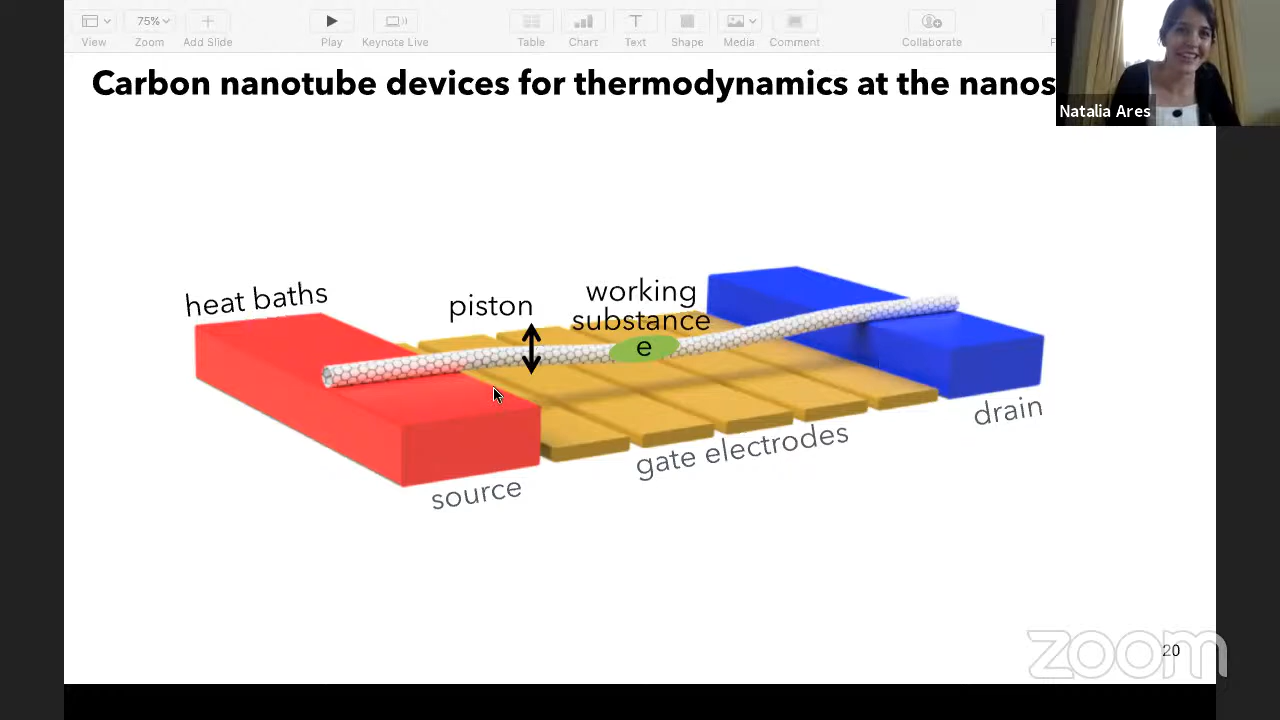 View
75%
Zoom
Add Slide
Play
Keynote Live
Table
Chart
Text
Shape
Media
Comment
Collaborate
Carbon nanotube devices for thermodynamics at the nanos
Natalia Ares
heat baths
piston
working
substance
e
drain
gate electrodes
source
20
zoom